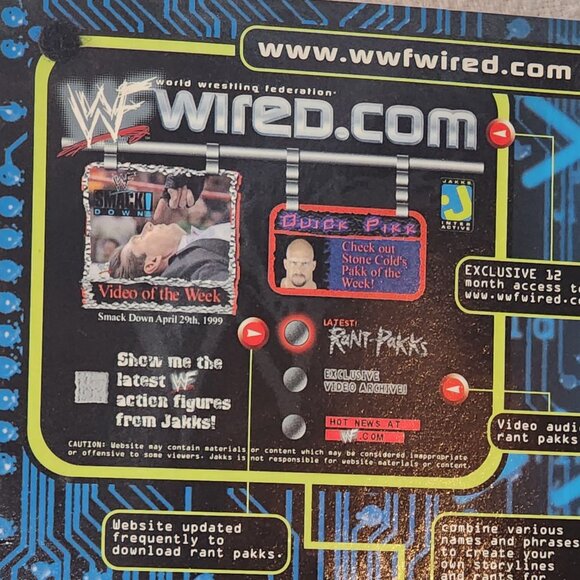 www.wwfwired.com
WF
world wrestling federation™
WIRED.COM
JAKKS
INTER
ACTIVE
SMACK!
DOWN
Video of the Week
Smack Down April 29th, 1999
QUICK PIKK
Check out
Stone Cold's
Pakk of the
Week!
EXCLUSIVE 12
month access to
www.wwfwired.c
LATEST!
RANT-PAKKS
EXCLUSIVE
VIDEO ARCHIVE!
HOT NEWS AT
WF.COM
Show me the
latest WF
action figures
from Jakks!
Video audio
rant pakks
CAUTION: Website may contain materials or content which may be considered inappropriate
or offensive to some viewers. Jakks is not responsible for website materials or content.
Website updated
frequently to
download rant pakks.
combine various
names and phrases
to create your
own storylines
and rants for